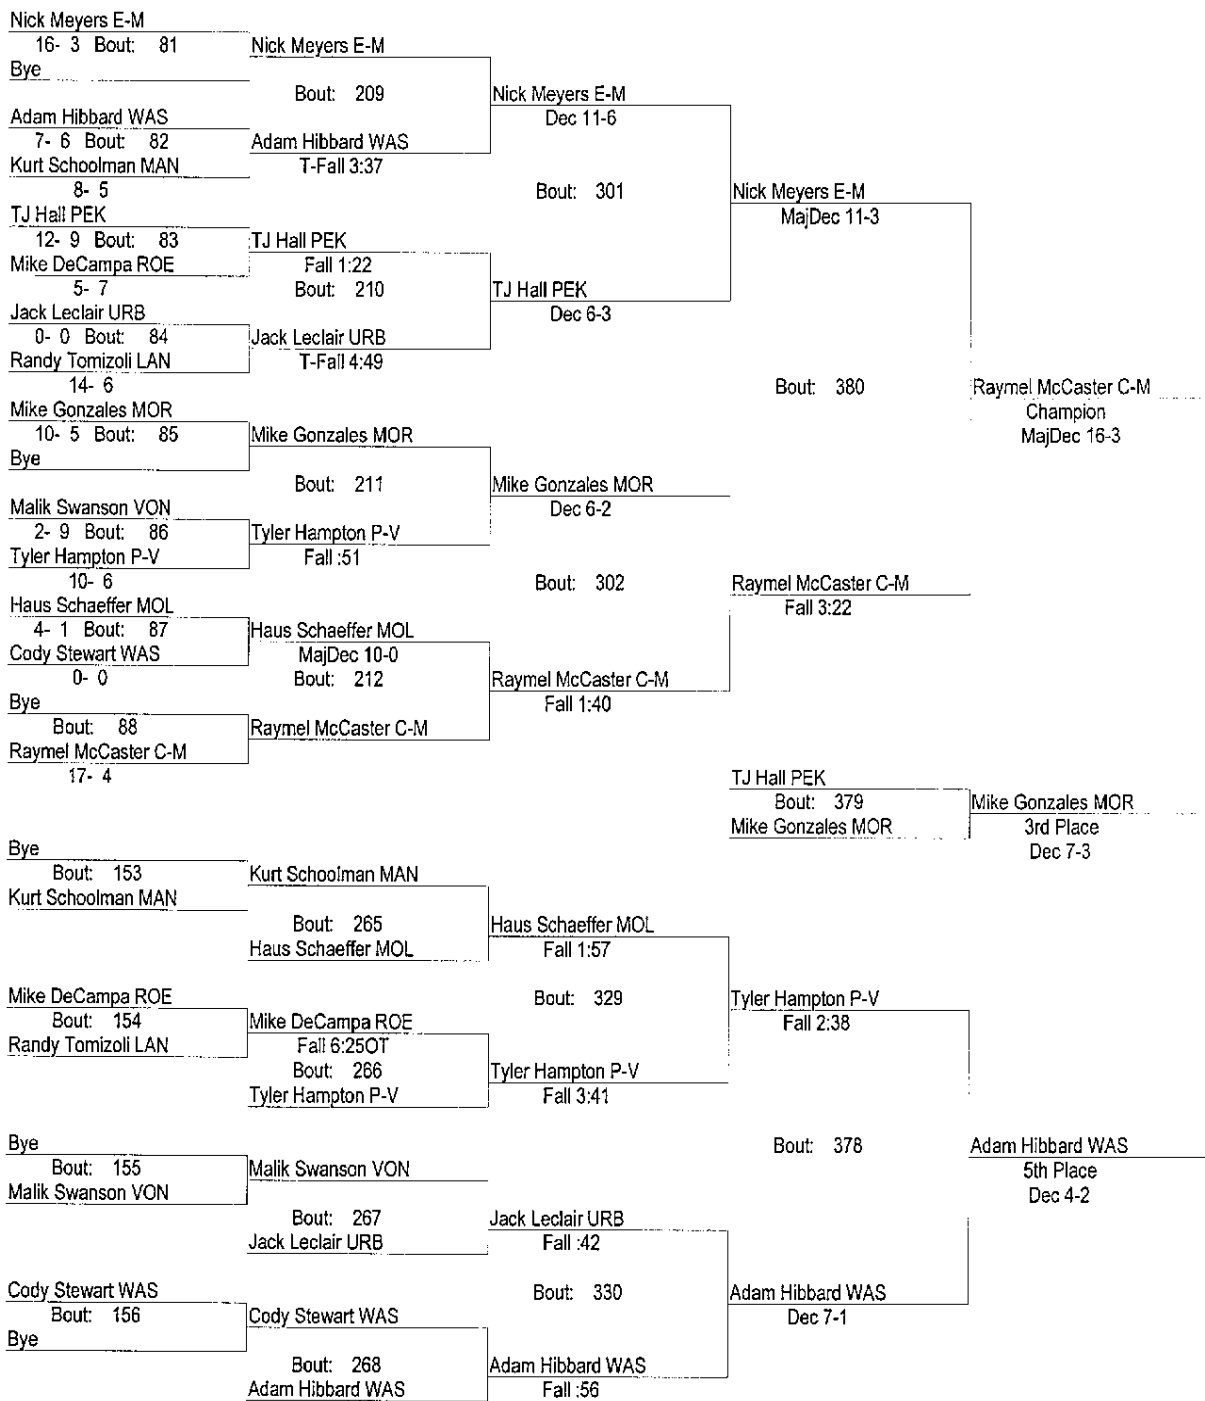 Nick Meyers E-M
16- 3 Bout: 81
Bye
Nick Meyers E-M
Bout: 209
Adam Hibbard WAS
7- 6 Bout: 82
Kurt Schoolman MAN
8- 5
Adam Hibbard WAS
T-Fall 3:37
Nick Meyers E-M
Dec 11-6
Bout: 301
TJ Hall PEK
12- 9 Bout: 83
Mike DeCampa ROE
5- 7
TJ Hall PEK
Fall 1:22
Bout: 210
Jack Leclair URB
0- 0 Bout: 84
Randy Tomizoli LAN
14- 6
Jack Leclair URB
T-Fall 4:49
TJ Hall PEK
Dec 6-3
Nick Meyers E-M
MajDec 11-3
Bout: 380
Raymel McCaster C-M
Champion
MajDec 16-3
Mike Gonzales MOR
10- 5 Bout: 85
Bye
Mike Gonzales MOR
Bout: 211
Malik Swanson VON
2- 9 Bout: 86
Tyler Hampton P-V
10- 6
Tyler Hampton P-V
Fall :51
Mike Gonzales MOR
Dec 6-2
Bout: 302
Haus Schaeffer MOL
4- 1 Bout: 87
Cody Stewart WAS
0- 0
Haus Schaeffer MOL
MajDec 10-0
Bout: 212
Bye
Bout: 88
Raymel McCaster C-M
17- 4
Raymel McCaster C-M
Raymel McCaster C-M
Fall 1:40
Raymel McCaster C-M
Fall 3:22
TJ Hall PEK
Bout: 379
Mike Gonzales MOR
Mike Gonzales MOR
3rd Place
Dec 7-3
Bye
Bout: 153
Kurt Schoolman MAN
Kurt Schoolman MAN
Bout: 265
Haus Schaeffer MOL
Haus Schaeffer MOL
Fall 1:57
Bout: 329
Mike DeCampa ROE
Bout: 154
Randy Tomizoli LAN
Mike DeCampa ROE
Fall 6:25OT
Bout: 266
Tyler Hampton P-V
Tyler Hampton P-V
Fall 3:41
Tyler Hampton P-V
Fall 2:38
Bout: 378
Adam Hibbard WAS
5th Place
Dec 4-2
Bye
Bout: 155
Malik Swanson VON
Malik Swanson VON
Bout: 267
Jack Leclair URB
Jack Leclair URB
Fall :42
Bout: 330
Cody Stewart WAS
Bout: 156
Bye
Cody Stewart WAS
Bout: 268
Adam Hibbard WAS
Adam Hibbard WAS
Fall :56
Adam Hibbard WAS
Dec 7-1